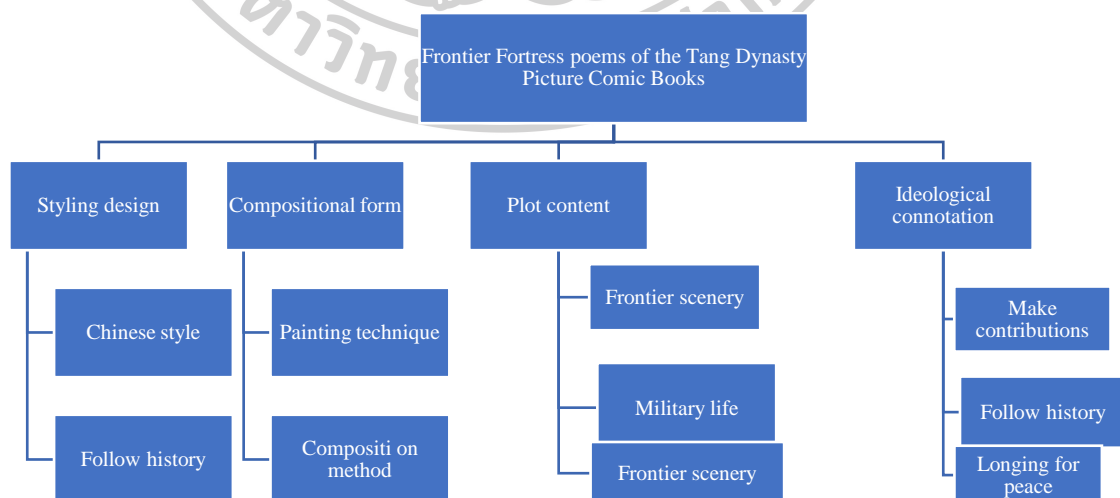 Frontier Fortress poems of the Tang Dynasty
Picture Comic Books
Styling design
Compositional form
Plot content
Ideological
connotation
Chinese style
Follow history
Painting technique
Compositi on
method
Frontier scenery
Military life
Frontier scenery
Make
contributions
Follow history
Longing for
peace